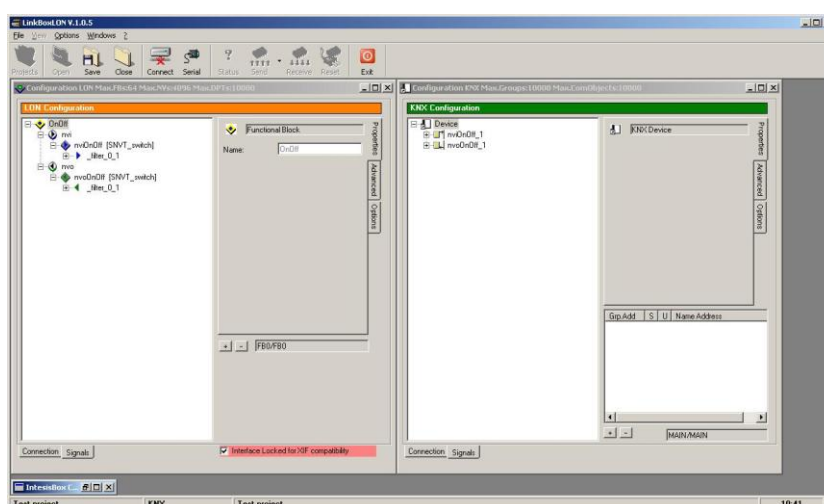 LinkBoxLON V.1.0.5
File View Options Windows ?
Projects Open Save Close Connect Serial Status Send Receive Reset Exit
Configuration LON Max.FBs:64 Max.NVs:4096 Max.DPTs:10000
LON Configuration
OnOff
nvi
nviOnOff [SNVT_switch]
_filter_0_1
nvo
nvoOnOff [SNVT_switch]
_filter_0_1
Functional Block
Name: OnOff
Properties
Advanced
Options
+ - FB0/FB0
Connection Signals
Interface Locked for XIF compatibility
Configuration KNX Max.Groups:10000 Max.ComObjects:10000
KNX Configuration
Device
nviOnOff_1
nvoOnOff_1
KNX Device
Properties
Advanced
Options
Grp.Add S U Name Address
+ - MAIN/MAIN
Connection Signals
IntesisBox C...
Test project KNX Test project 10:41